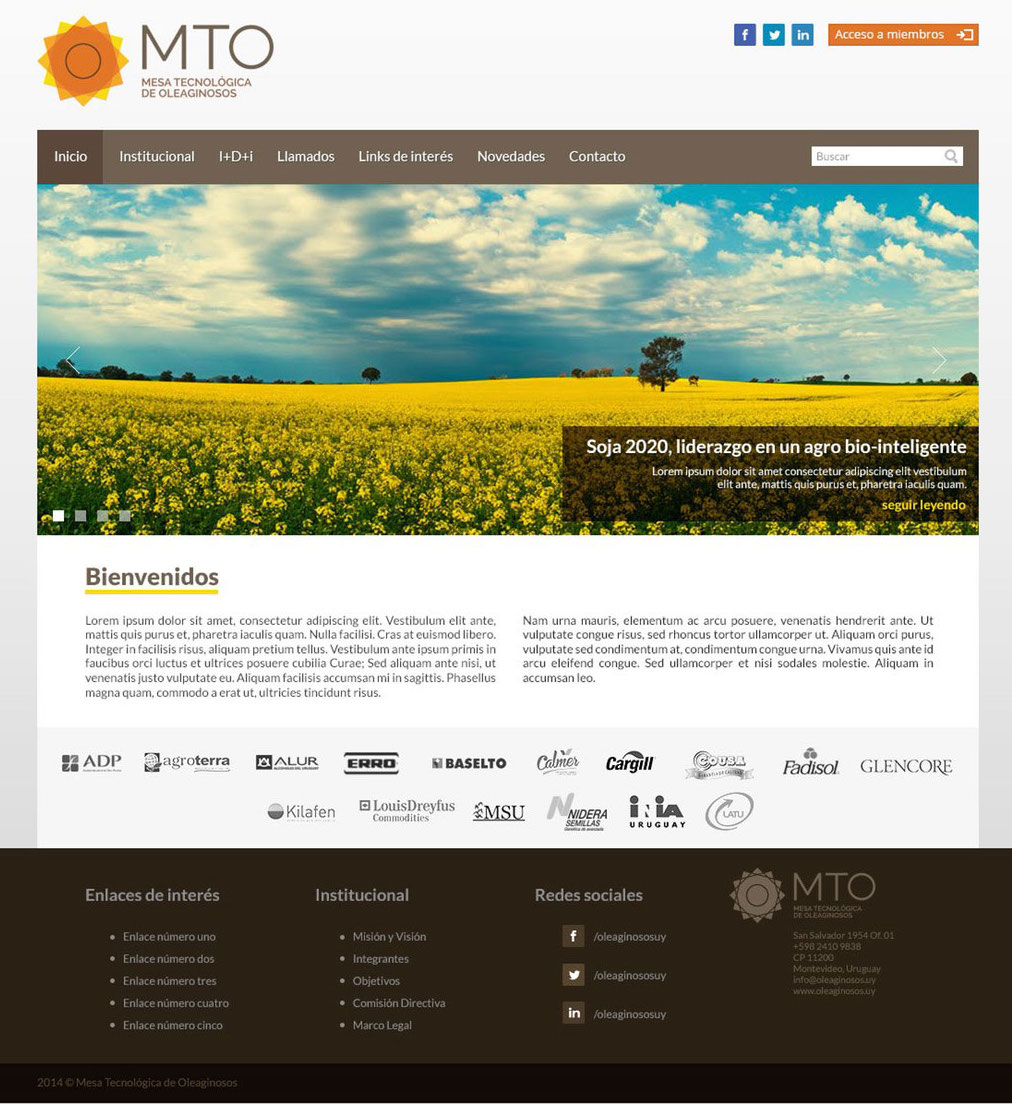 MTO
MESA TECNOLÓGICA
DE OLEAGINOSOS
Acceso a miembros
Inicio Institucional I+D+i Llamados Links de interés Novedades Contacto
Buscar
Soja 2020, liderazgo en un agro bio-inteligente
Lorem ipsum dolor sit amet consectetur adipiscing elit vestibulum
elit ante, mattis quis purus et, pharetra iaculis quam.
seguir leyendo
Bienvenidos
Lorem ipsum dolor sit amet, consectetur adipiscing elit. Vestibulum elit ante,
mattis quis purus et, pharetra iaculis quam. Nulla facilisi. Cras at euismod libero.
Integer in facilisis risus, aliquam pretium tellus. Vestibulum ante ipsum primis in
faucibus orci luctus et ultrices posuere cubilia Curae; Sed aliquam ante nisi, ut
venenatis justo vulputate eu. Aliquam facilisis accumsan mi in sagittis. Phasellus
magna quam, commodo a erat ut, ultricies tincidunt risus.
Nam urna mauris, elementum ac arcu posuere, venenatis hendrerit ante. Ut
vulputate congue risus, sed rhoncus tortor ullamcorper ut. Aliquam orci purus,
vulputate sed condimentum at, condimentum congue urna. Vivamus quis ante id
arcu eleifend congue. Sed ullamcorper et nisi sodales molestie. Aliquam in
accumsan leo.
ADP agroterra ALUR ERRO BASELTO Calmer Cargill COUSA Fadisol GLENCORE
Kilafen LouisDreyfus Commodities MSU NIDERA SEMILLAS INIA URUGUAY LATU
Enlaces de interés
Enlace número uno
Enlace número dos
Enlace número tres
Enlace número cuatro
Enlace número cinco
Institucional
Misión y Visión
Integrantes
Objetivos
Comisión Directiva
Marco Legal
Redes sociales
/oleaginososuy
/oleaginososuy
/oleaginososuy
MTO
MESA TECNOLÓGICA
DE OLEAGINOSOS
San Salvador 1954 Of. 01
+598 2410 9838
CP 11200
Montevideo, Uruguay
info@oleaginosos.uy
www.oleaginosos.uy
2014 © Mesa Tecnológica de Oleaginosos